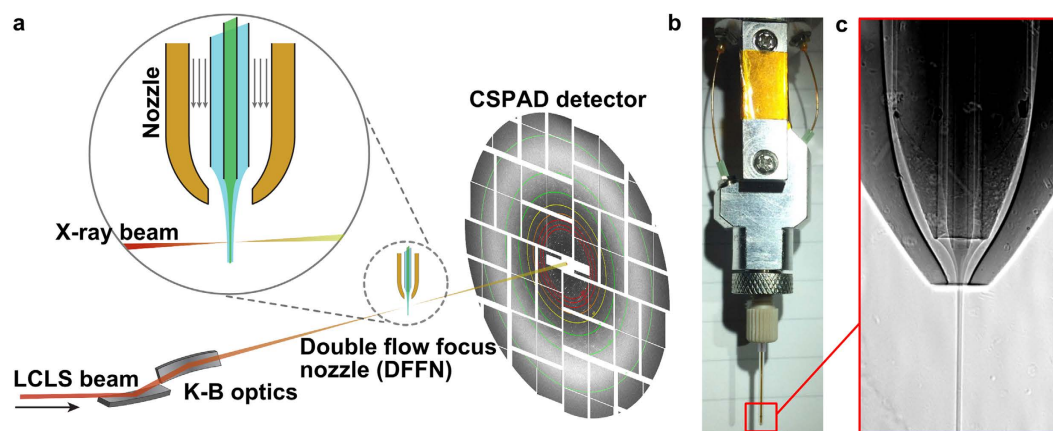 a
Nozzle
X-ray beam
LCLS beam
K-B optics
Double flow focus
nozzle (DFFN)
CSPAD detector
b
c